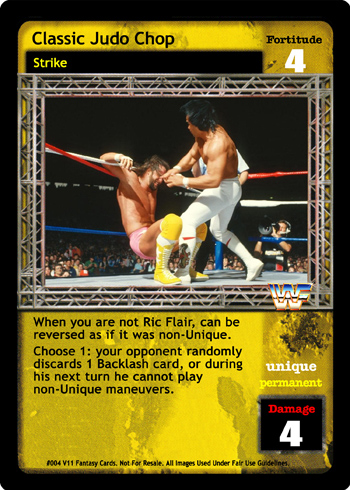 Classic Judo Chop
Fortitude
4
Strike
WF
When you are not Ric Flair, can be
reversed as if it was non-Unique.
Choose 1: your opponent randomly
discards 1 Backlash card, or during
his next turn he cannot play
non-Unique maneuvers.
unique
permanent
Damage
4
#004 V11 Fantasy Cards. Not For Resale. All Images Used Under Fair Use Guidelines.